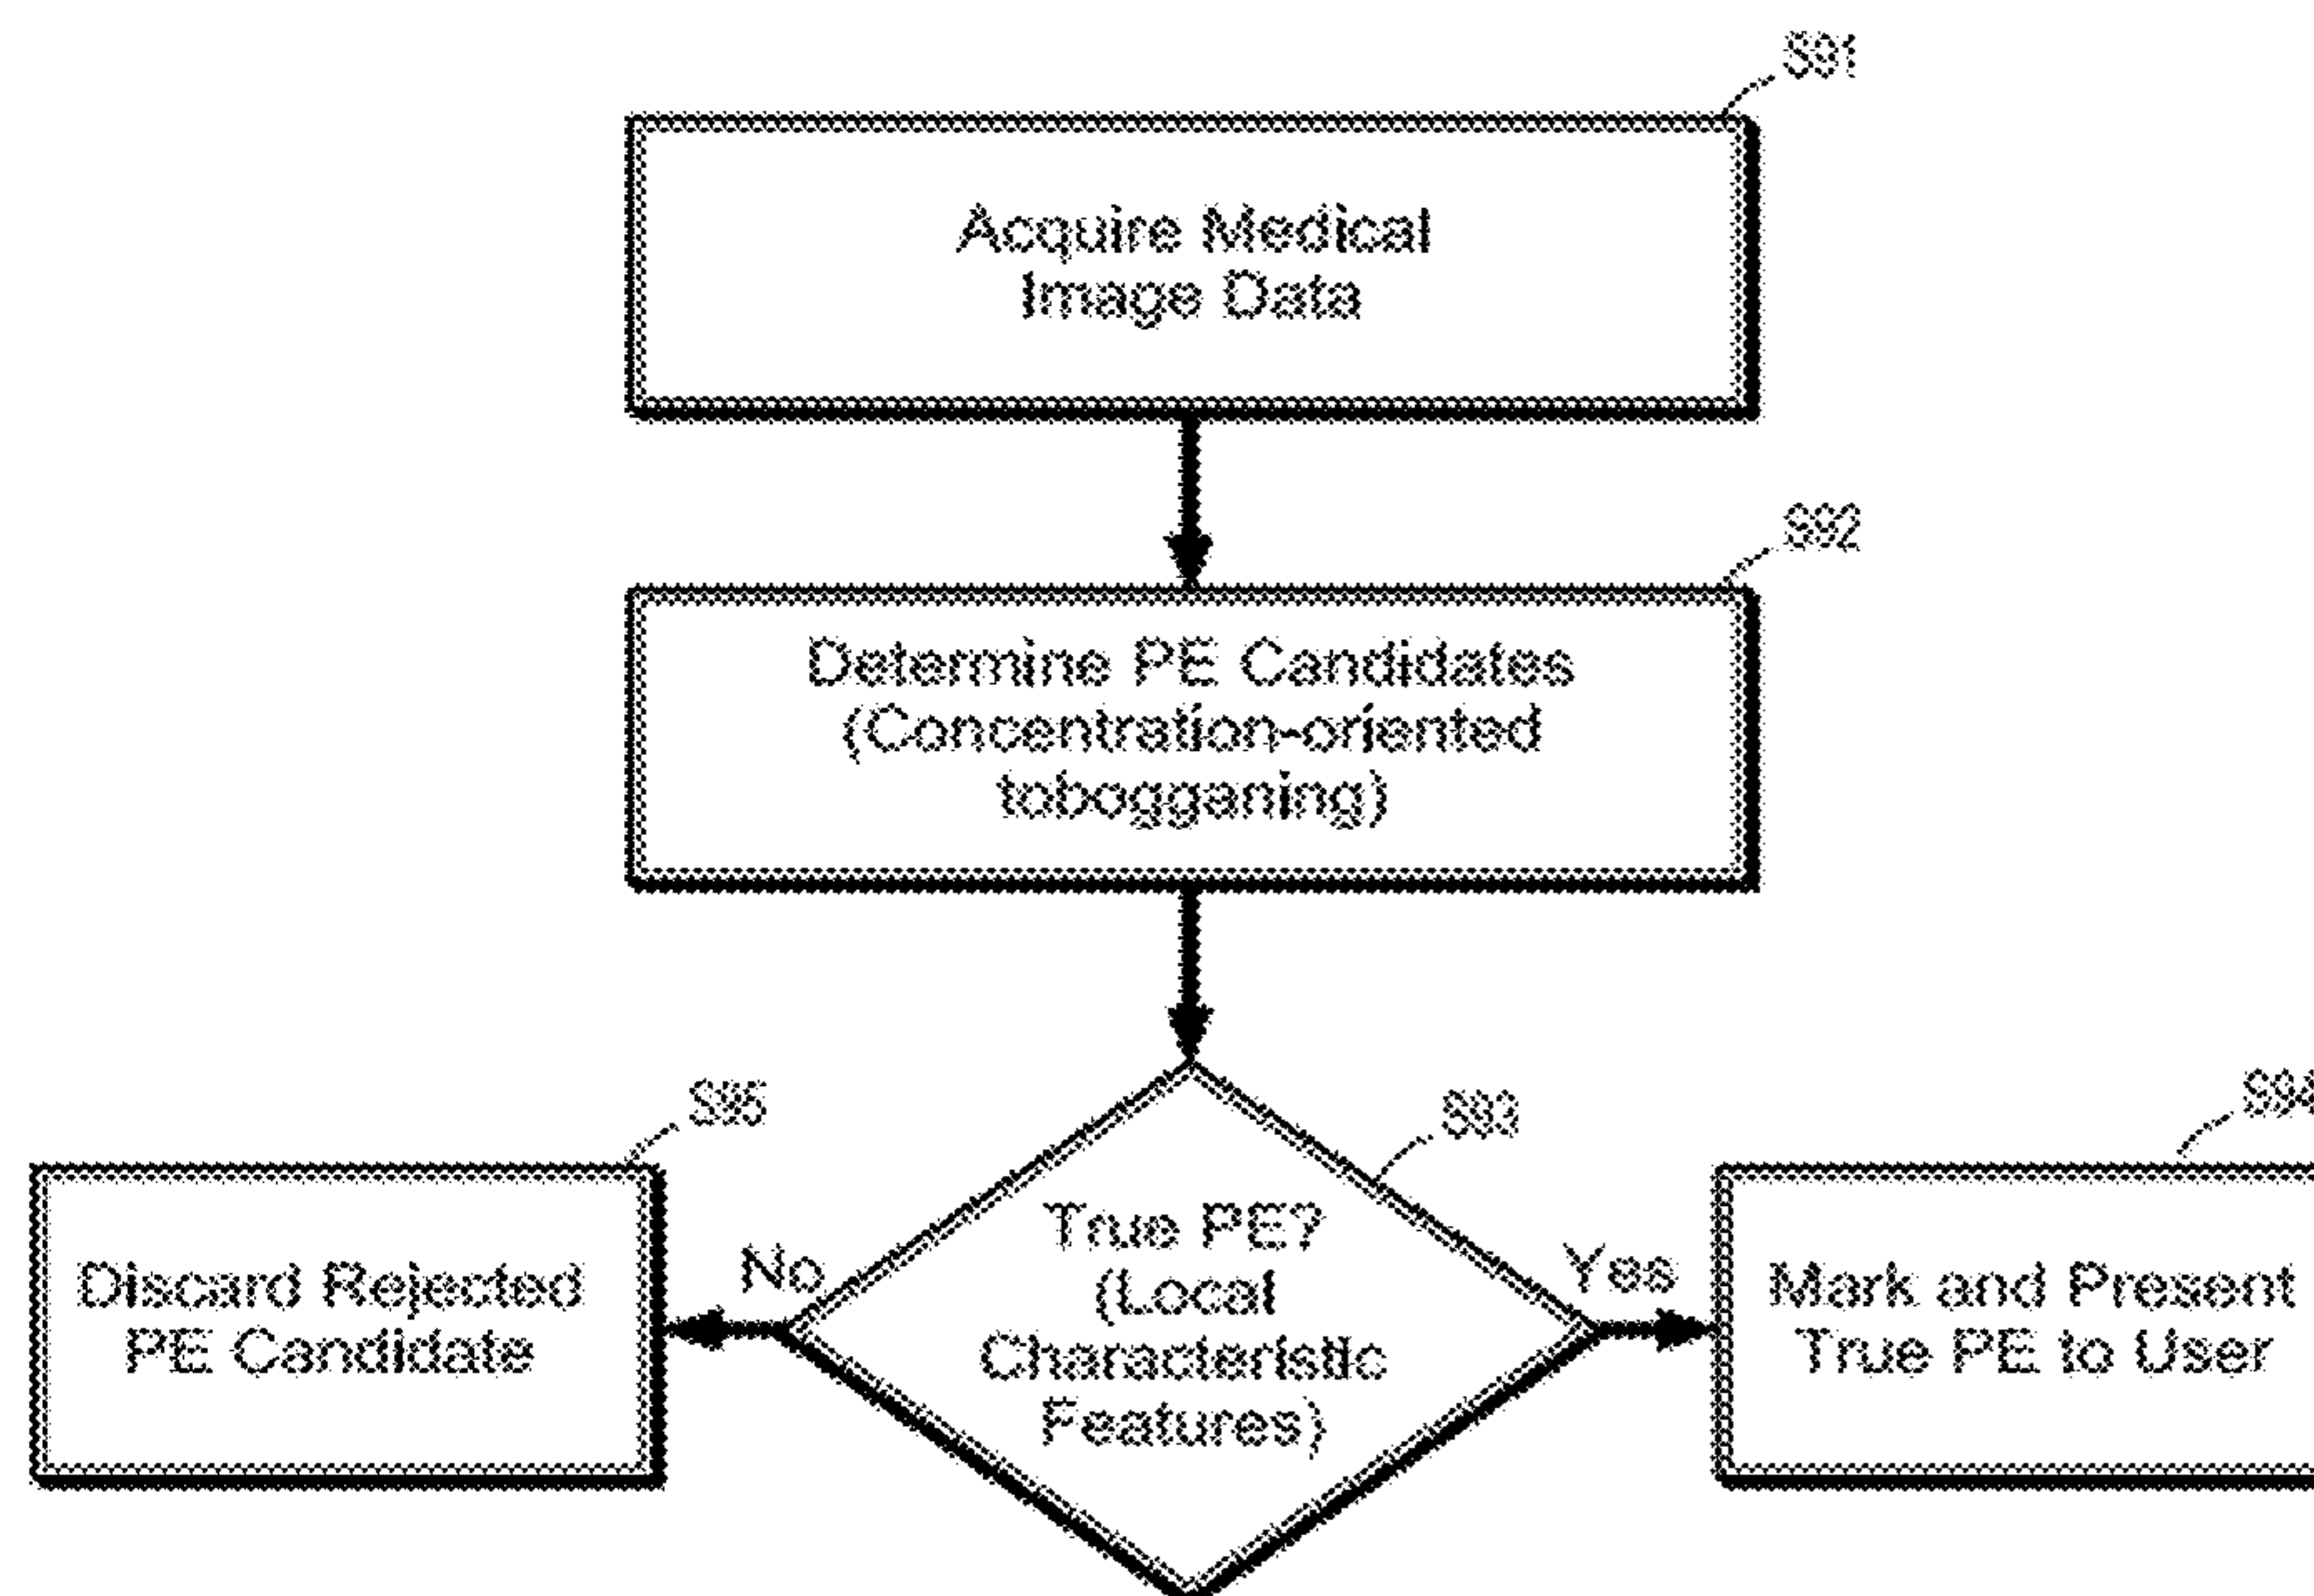 S91
Acquire Medical
Image Data
S92
Determine PE Candidates
(Concentration-oriented
tobogganing)
S95
S93
S94
True PE?
(Local
Characteristic
Features)
No
Yes
Discard Rejected
PE Candidate
Mark and Present
True PE to User